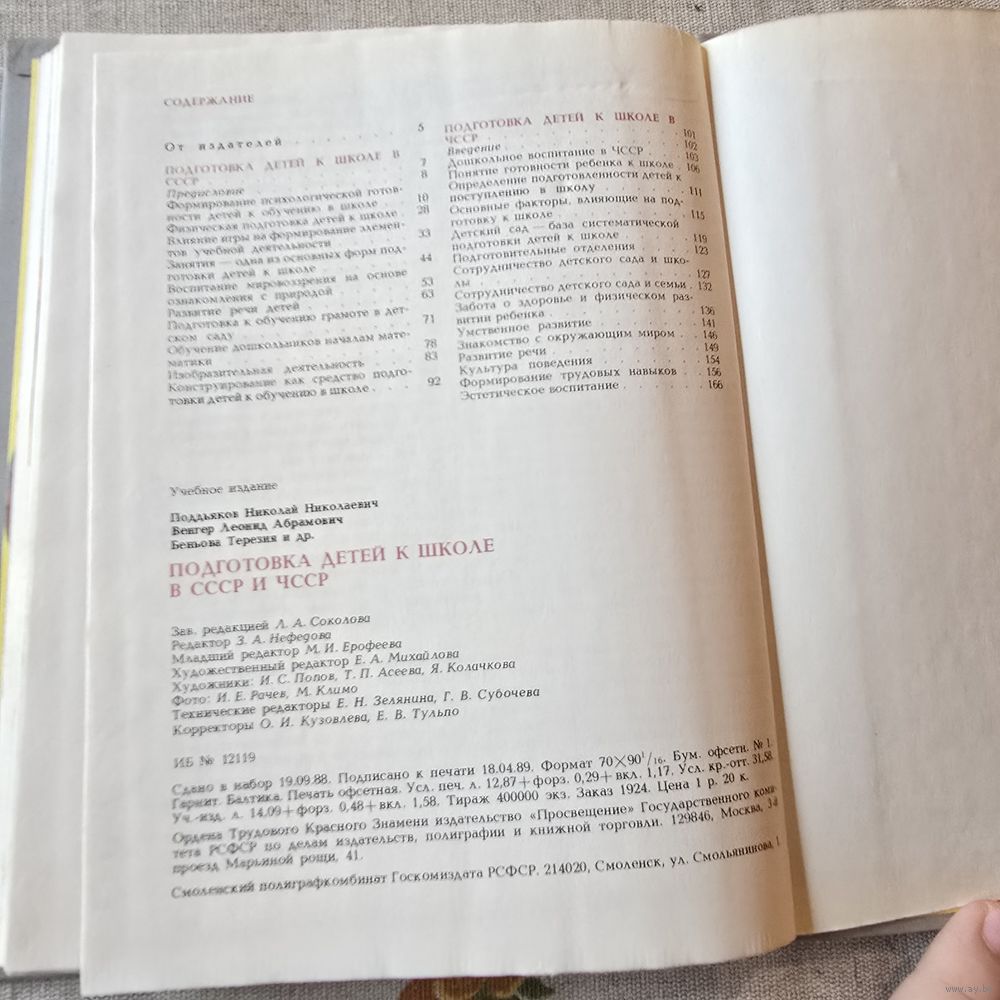 СОДЕРЖАНИЕ
От издателей . . . . . . 5
ПОДГОТОВКА ДЕТЕЙ К ШКОЛЕ В
СССР . . . . . . 7
Предисловие . . . . . . 8
Формирование психологической готов-
ности детей к обучению в школе . . 10
Физическая подготовка детей к школе . 28
Влияние игры на формирование элемен-
тов учебной деятельности . . . 33
Занятия — одна из основных форм под-
готовки детей к школе . . . . 44
Воспитание мировоззрения на основе
ознакомления с природой . . . 53
Развитие речи детей . . . . . 63
Подготовка к обучению грамоте в дет-
ском саду . . . . . . 71
Обучение дошкольников началам мате-
матики . . . . . . 78
Изобразительная деятельность . . 83
Конструирование как средство подго-
товки детей к обучению в школе . . . 92
ПОДГОТОВКА ДЕТЕЙ К ШКОЛЕ В
ЧССР . . . . . . 101
Введение . . . . . . 102
Дошкольное воспитание в ЧССР . . 103
Понятие готовности ребенка к школе . 106
Определение подготовленности детей к
поступлению в школу . . . . 111
Основные факторы, влияющие на под-
готовку к школе . . . . . 115
Детский сад — база систематической
подготовки детей к школе . . . 119
Подготовительные отделения . . . 123
Сотрудничество детского сада и шко-
лы . . . . . . 127
Сотрудничество детского сада и семьи . 132
Забота о здоровье и физическом раз-
витии ребенка . . . . . 136
Умственное развитие . . . . 141
Знакомство с окружающим миром . . 146
Развитие речи . . . . . 149
Культура поведения . . . . 154
Формирование трудовых навыков . . 156
Эстетическое воспитание . . . . 166
Учебное издание
Поддьяков Николай Николаевич
Венгер Леонид Абрамович
Беньова Терезия и др.
ПОДГОТОВКА ДЕТЕЙ К ШКОЛЕ
В СССР И ЧССР
Зав. редакцией Л. А. Соколова
Редактор З. А. Нефедова
Младший редактор М. И. Ерофеева
Художественный редактор Е. А. Михайлова
Художники: И. С. Попов, Т. П. Асеева, Я. Колачкова
Фото: И. Е. Рачев, М. Климо
Технические редакторы Е. Н. Зелянина, Г. В. Субочева
Корректоры О. И. Кузовлева, Е. В. Тульпо
ИБ № 12119
Сдано в набор 19.09.88. Подписано к печати 18.04.89. Формат 70×90¹/₁₆. Бум. офсетн. № 1.
Гарнит. Балтика. Печать офсетная. Усл. печ. л. 12,87 + форз. 0,29 + вкл. 1,17. Усл. кр.-отт. 31,58.
Уч.-изд. л. 14,09 + форз. 0,48 + вкл. 1,58. Тираж 400000 экз. Заказ 1924. Цена 1 р. 20 к.
Ордена Трудового Красного Знамени издательство «Просвещение» Государственного коми-
тета РСФСР по делам издательств, полиграфии и книжной торговли. 129846, Москва, 3-й
проезд Марьиной рощи, 41.
Смоленский полиграфкомбинат Госкомиздата РСФСР. 214020, Смоленск, ул. Смольянинова, 1.